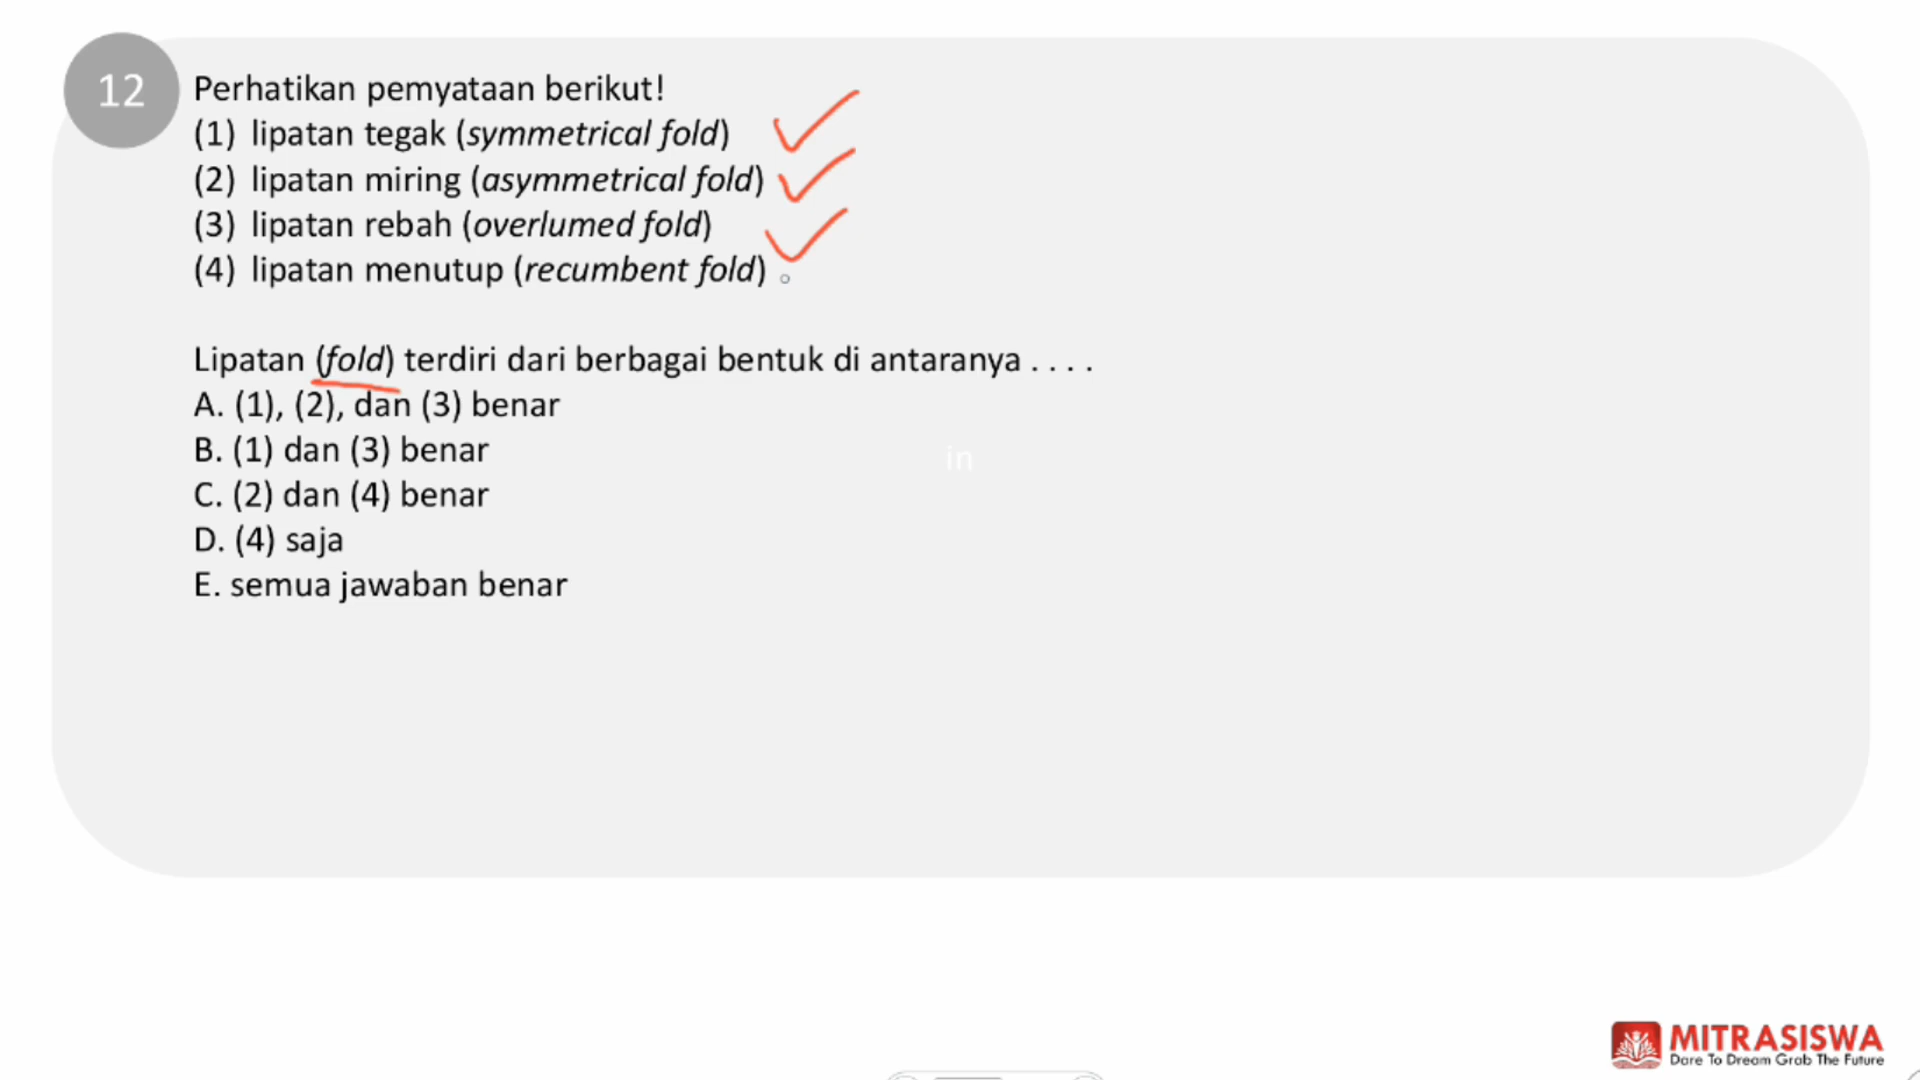 12
Perhatikan pemyataan berikut!
(1) lipatan tegak (symmetrical fold)
(2) lipatan miring (asymmetrical fold)
(3) lipatan rebah (overlumed fold)
(4) lipatan menutup (recumbent fold)
Lipatan (fold) terdiri dari berbagai bentuk di antaranya . . . .
A. (1), (2), dan (3) benar
B. (1) dan (3) benar
C. (2) dan (4) benar
D. (4) saja
E. semua jawaban benar
in
MITRASISWA
Dare To Dream Grab The Future